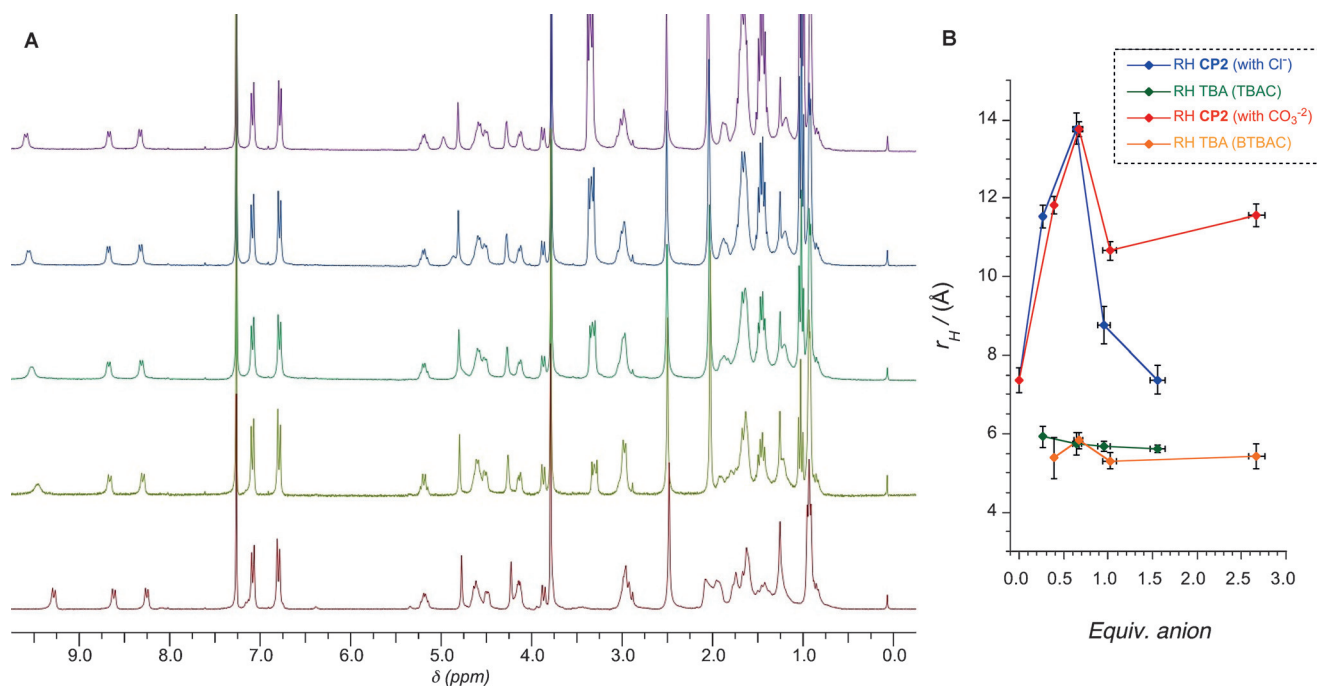 A
9.0 8.0 7.0 6.0 5.0 4.0 3.0 2.0 1.0 0.0
δ (ppm)
B
RH CP2 (with Cl⁻)
RH TBA (TBAC)
RH CP2 (with CO₃⁻²)
RH TBA (BTBAC)
14
12
10
8
6
4
r_H / (Å)
0.0 0.5 1.0 1.5 2.0 2.5 3.0
Equiv. anion